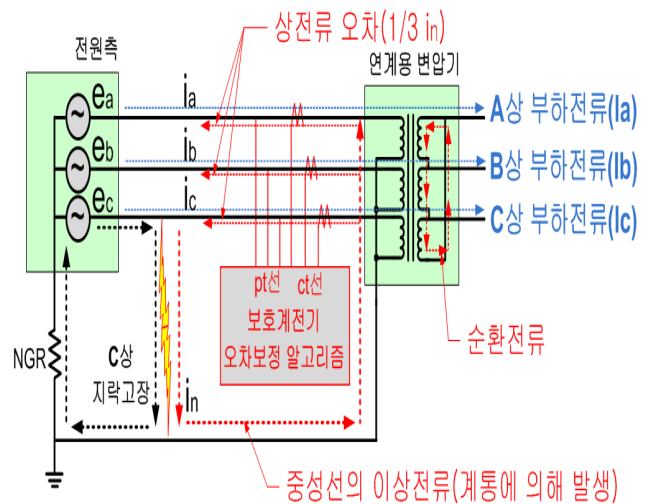 상전류 오차(1/3 in)
전원측
연계용 변압기
ea
ia
A상 부하전류(Ia)
eb
ib
B상 부하전류(Ib)
ec
ic
C상 부하전류(Ic)
pt선
ct선
보호계전기
오차보정 알고리즘
순환전류
NGR
C상
지락고장
in
중성선의 이상전류(계통에 의해 발생)